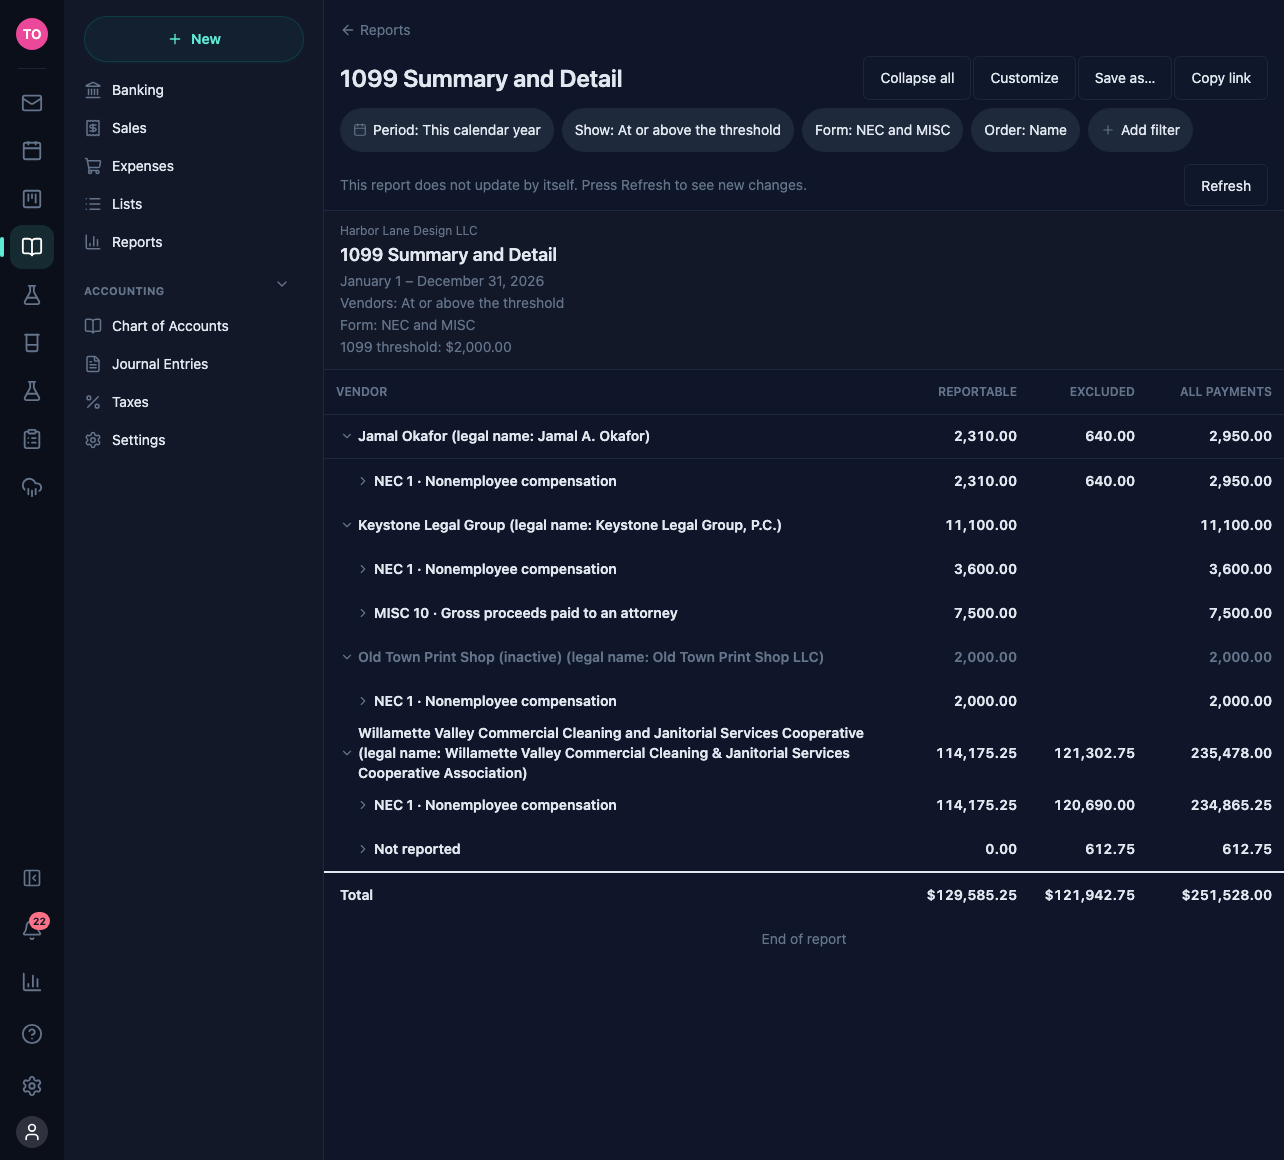 TO
New
Banking
Sales
Expenses
Lists
Reports
ACCOUNTING
Chart of Accounts
Journal Entries
Taxes
Settings
22
Reports
1099 Summary and Detail
Collapse all
Customize
Save as...
Copy link
Period: This calendar year
Show: At or above the threshold
Form: NEC and MISC
Order: Name
Add filter
This report does not update by itself. Press Refresh to see new changes.
Refresh
Harbor Lane Design LLC
1099 Summary and Detail
January 1 – December 31, 2026
Vendors: At or above the threshold
Form: NEC and MISC
1099 threshold: $2,000.00
VENDOR REPORTABLE EXCLUDED ALL PAYMENTS
Jamal Okafor (legal name: Jamal A. Okafor) 2,310.00 640.00 2,950.00
NEC 1 · Nonemployee compensation 2,310.00 640.00 2,950.00
Keystone Legal Group (legal name: Keystone Legal Group, P.C.) 11,100.00 11,100.00
NEC 1 · Nonemployee compensation 3,600.00 3,600.00
MISC 10 · Gross proceeds paid to an attorney 7,500.00 7,500.00
Old Town Print Shop (inactive) (legal name: Old Town Print Shop LLC) 2,000.00 2,000.00
NEC 1 · Nonemployee compensation 2,000.00 2,000.00
Willamette Valley Commercial Cleaning and Janitorial Services Cooperative
(legal name: Willamette Valley Commercial Cleaning & Janitorial Services 114,175.25 121,302.75 235,478.00
Cooperative Association)
NEC 1 · Nonemployee compensation 114,175.25 120,690.00 234,865.25
Not reported 0.00 612.75 612.75
Total $129,585.25 $121,942.75 $251,528.00
End of report